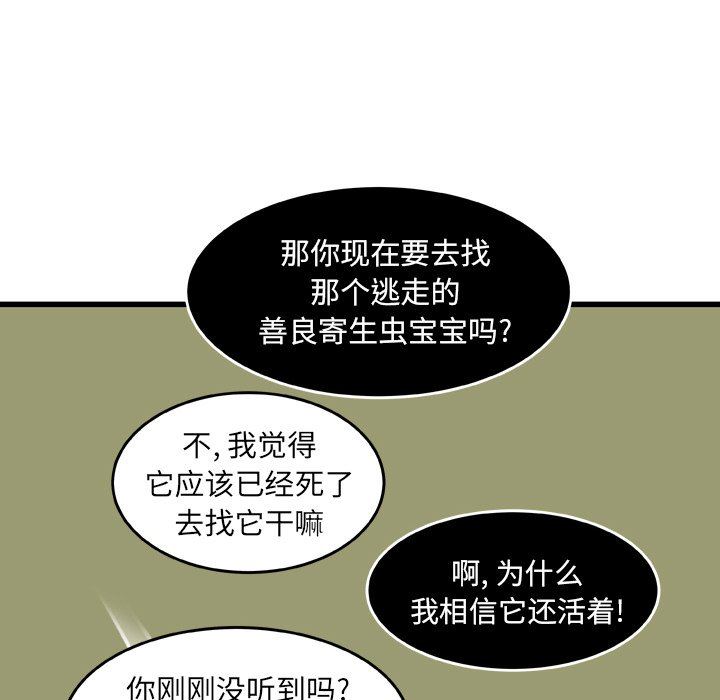 那你现在要去找
那个逃走的
善良寄生虫宝宝吗?
不, 我觉得
它应该已经死了
去找它干嘛
啊, 为什么
我相信它还活着!
你刚刚没听到吗?